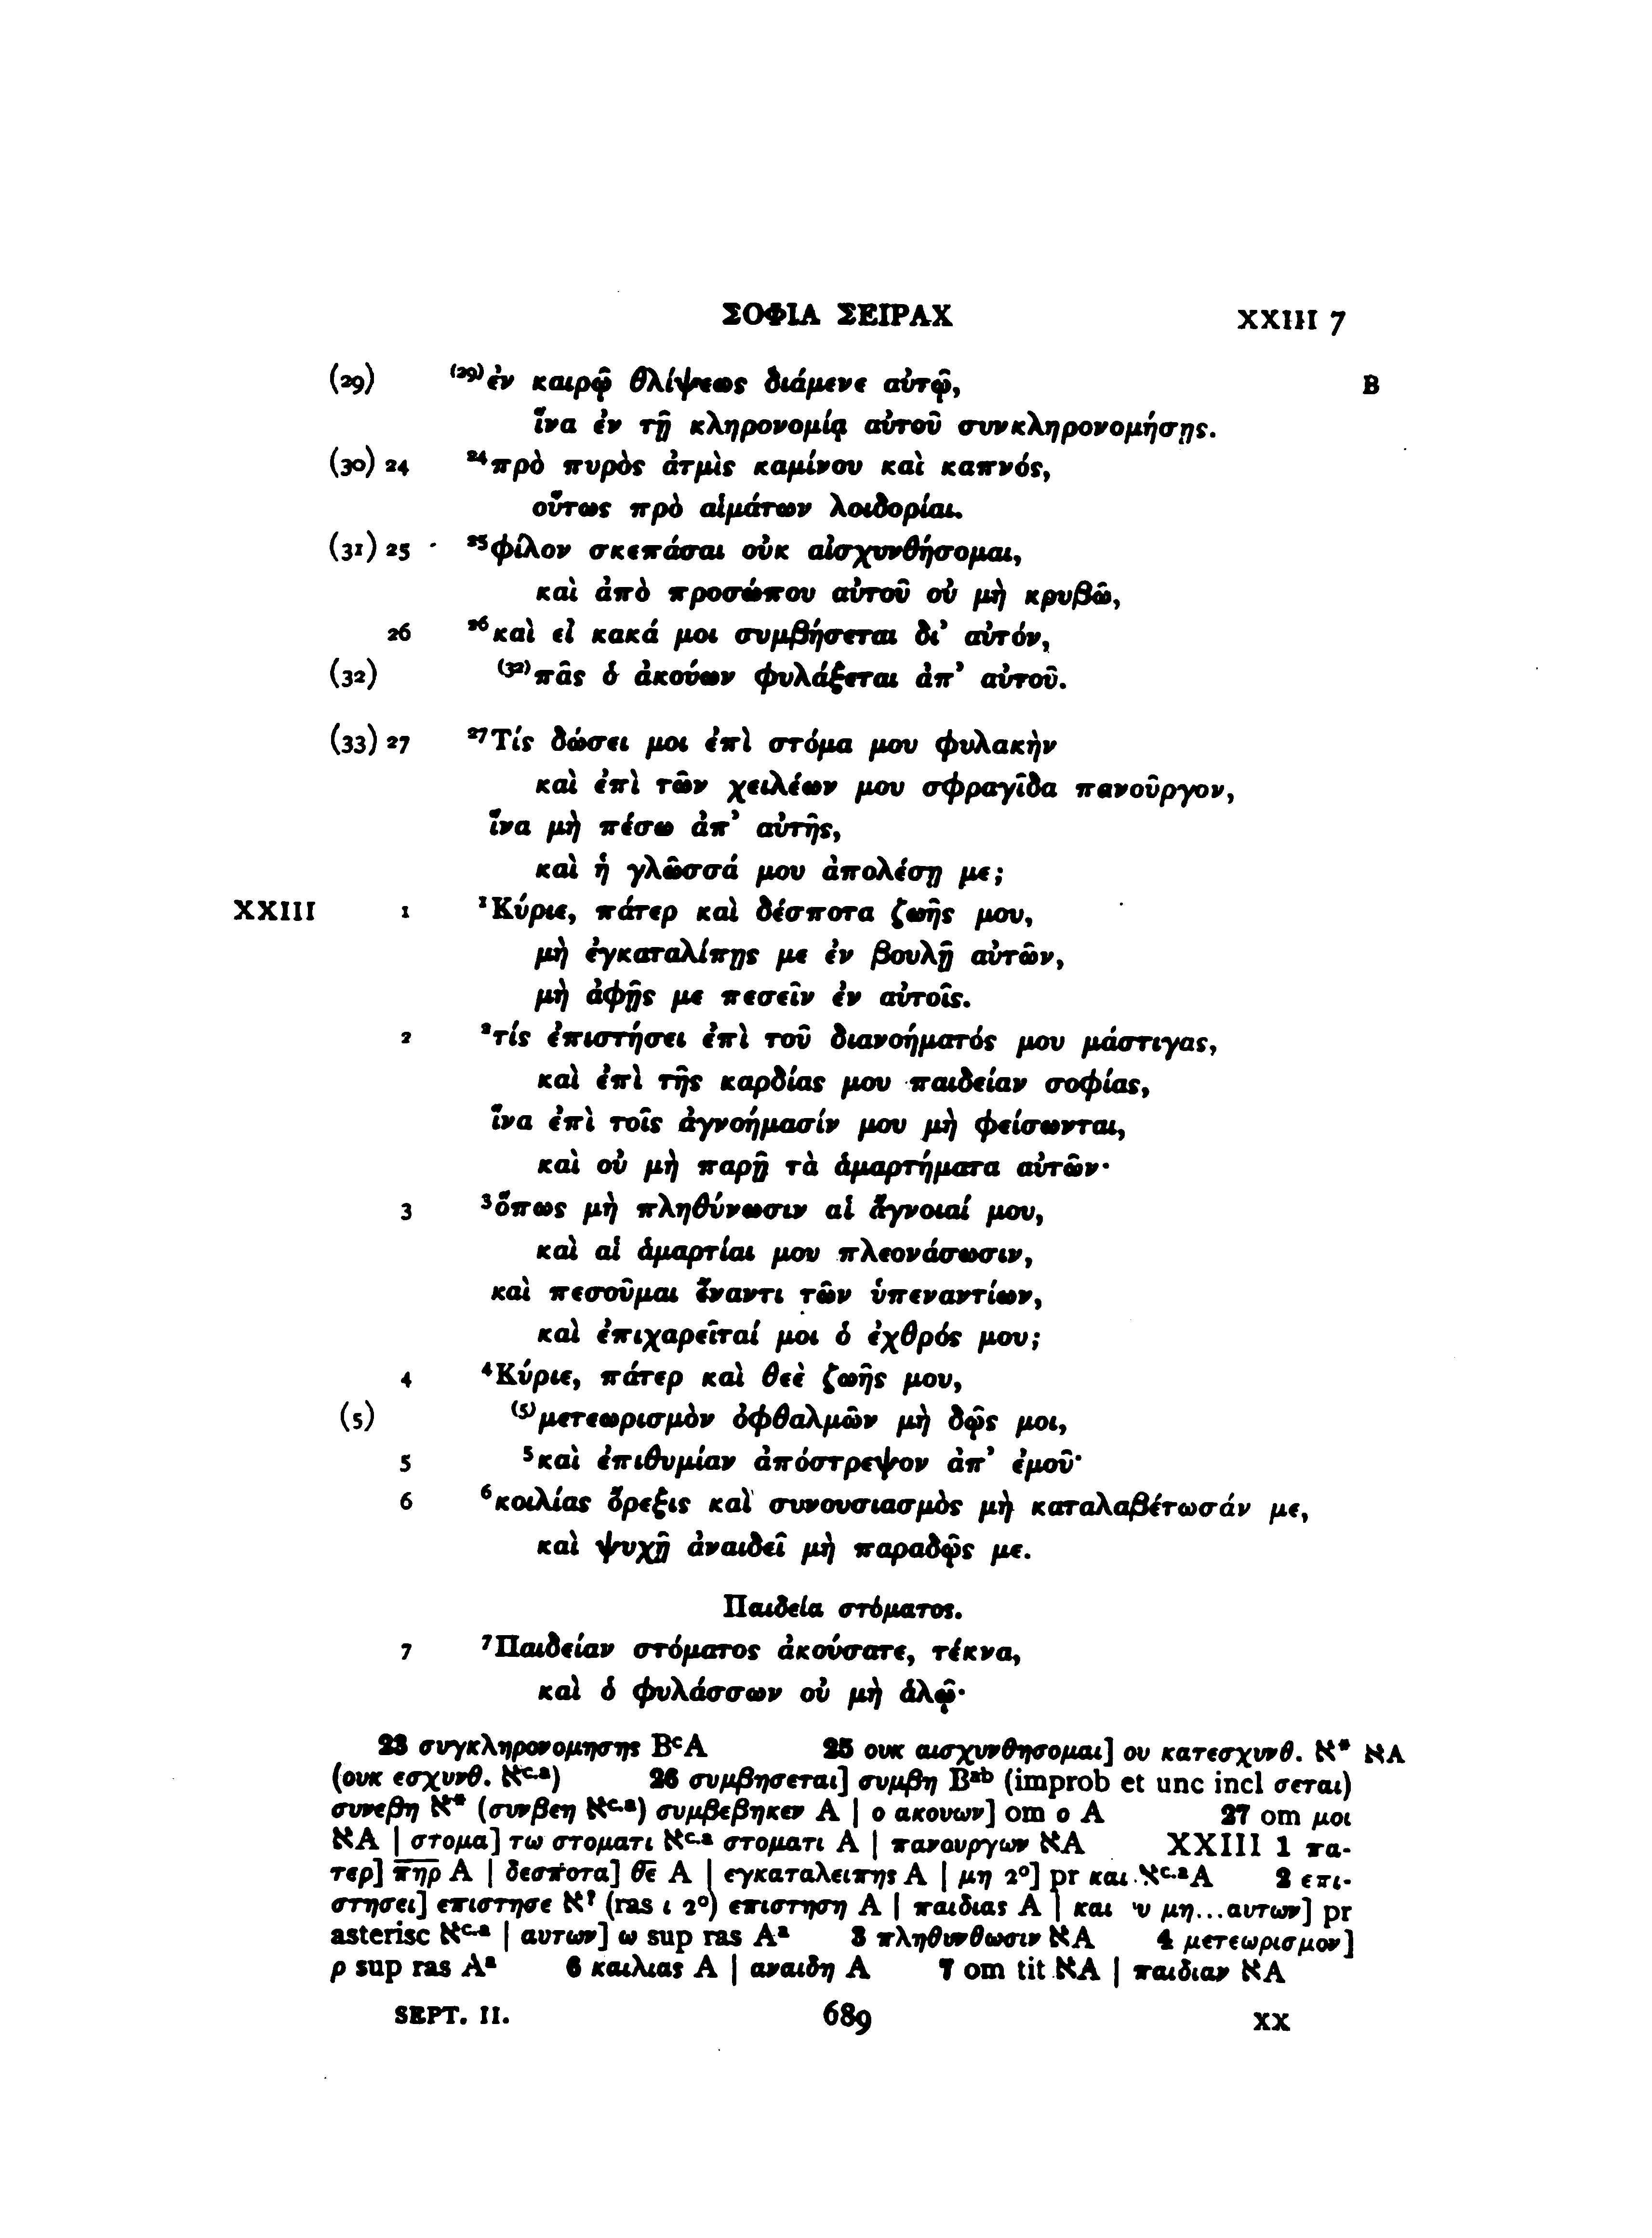 ΣΟΦΙΑ ΣΕΙΡΑΧ XXIII 7
(29) (29)ἐν καιρῷ θλίψεως διάμενε αὐτῷ, B
ἵνα ἐν τῇ κληρονομίᾳ αὐτοῦ συνκληρονομήσῃς.
(30) 24 24πρὸ πυρὸς ἀτμὶς καμίνου καὶ καπνός,
οὕτως πρὸ αἱμάτων λοιδορίαι.
(31) 25 25φίλον σκεπάσαι οὐκ αἰσχυνθήσομαι,
καὶ ἀπὸ προσώπου αὐτοῦ οὐ μὴ κρυβῶ,
26 26καὶ εἰ κακά μοι συμβήσεται δι' αὐτόν,
(32) (32)πᾶς ὁ ἀκούων φυλάξεται ἀπ' αὐτοῦ.
(33) 27 27Τίς δώσει μοι ἐπὶ στόμα μου φυλακὴν
καὶ ἐπὶ τῶν χειλέων μου σφραγῖδα πανοῦργον,
ἵνα μὴ πέσω ἀπ' αὐτῆς,
καὶ ἡ γλῶσσά μου ἀπολέσῃ με;
XXIII 1 1Κύριε, πάτερ καὶ δέσποτα ζωῆς μου,
μὴ ἐγκαταλίπῃς με ἐν βουλῇ αὐτῶν,
μὴ ἀφῇς με πεσεῖν ἐν αὐτοῖς.
2 2τίς ἐπιστήσει ἐπὶ τοῦ διανοήματός μου μάστιγας,
καὶ ἐπὶ τῆς καρδίας μου παιδείαν σοφίας,
ἵνα ἐπὶ τοῖς ἀγνοήμασίν μου μὴ φείσωνται,
καὶ οὐ μὴ παρῇ τὰ ἁμαρτήματα αὐτῶν·
3 3ὅπως μὴ πληθύνωσιν αἱ ἄγνοιαί μου,
καὶ αἱ ἁμαρτίαι μου πλεονάσωσιν,
καὶ πεσοῦμαι ἔναντι τῶν ὑπεναντίων,
καὶ ἐπιχαρεῖταί μοι ὁ ἐχθρός μου;
4 4Κύριε, πάτερ καὶ θεὲ ζωῆς μου,
(5) (5)μετεωρισμὸν ὀφθαλμῶν μὴ δῷς μοι,
5 5καὶ ἐπιθυμίαν ἀπόστρεψον ἀπ' ἐμοῦ·
6 6κοιλίας ὄρεξις καὶ συνουσιασμὸς μὴ καταλαβέτωσάν με,
καὶ ψυχῇ ἀναιδεῖ μὴ παραδῷς με.
Παιδεία στόματος.
7 7Παιδείαν στόματος ἀκούσατε, τέκνα,
καὶ ὁ φυλάσσων οὐ μὴ ἁλῷ·
23 συγκληρονομησης BᶜA 25 ουκ αισχυνθησομαι] ου κατεσχυνθ. ℵ* ℵA
(ουκ εσχυνθ. ℵᶜ·ᵃ) 26 συμβησεται] συμβη Bᵃᵇ (improb et unc incl σεται)
συνεβη ℵ* (συνβεη ℵᶜ·ᵃ) συμβεβηκεν A | ο ακουων] om ο A 27 om μοι
ℵA | στομα] τω στοματι ℵᶜ·ᵃ στοματι A | πανουργων ℵA XXIII 1 πα-
τερ] π̅η̅ρ̅ A | δεσποτα] θ̅ε̅ A | εγκαταλειπης A | μη 2°] pr και ℵᶜ·ᵃA 2 επι-
στησει] επιστησε ℵ? (ras ι 2°) επιστηση A | παιδιας A | και υ μη...αυτων] pr
asterisc ℵᶜ·ᵃ | αυτων] ω sup ras Aᵃ 3 πληθυνθωσιν ℵA 4 μετεωρισμον]
ρ sup ras Aᵃ 6 καιλιας A | αναιδη A 7 om tit ℵA | παιδιαν ℵA
SEPT. II. 689 XX